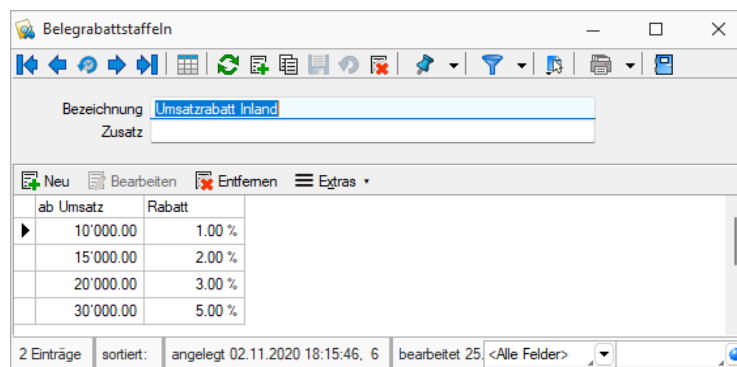 Belegrabattstaffeln
Bezeichnung Umsatzrabatt Inland
Zusatz
Neu Bearbeiten Entfernen Extras
ab Umsatz Rabatt
10'000.00 1.00 %
15'000.00 2.00 %
20'000.00 3.00 %
30'000.00 5.00 %
2 Einträge sortiert: angelegt 02.11.2020 18:15:46, 6 bearbeitet 25. <Alle Felder>